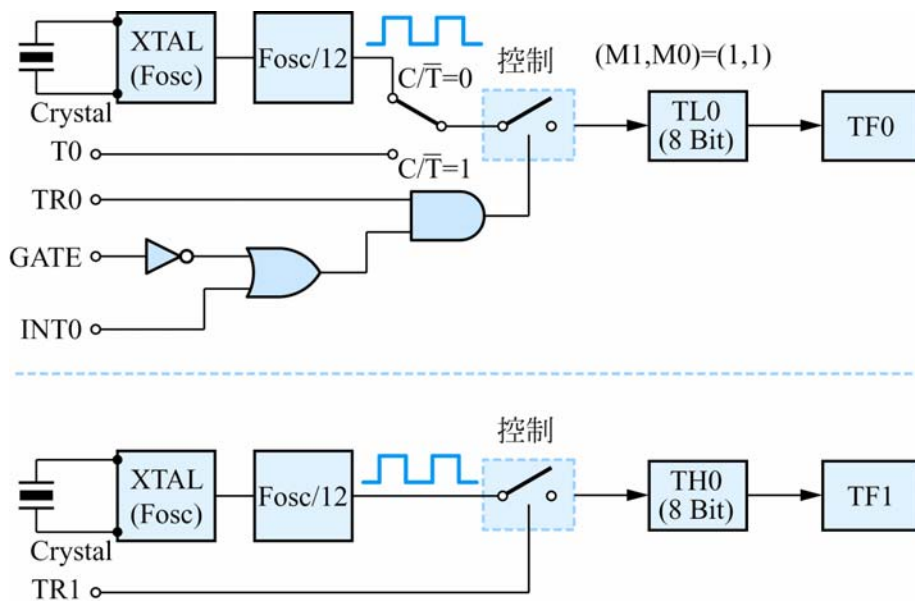 XTAL
(Fosc)
Fosc/12
C/T̅=0
控制
(M1,M0)=(1,1)
Crystal
TL0
(8 Bit)
TF0
T0
C/T̅=1
TR0
GATE
INT0
控制
XTAL
(Fosc)
Fosc/12
TH0
(8 Bit)
TF1
Crystal
TR1